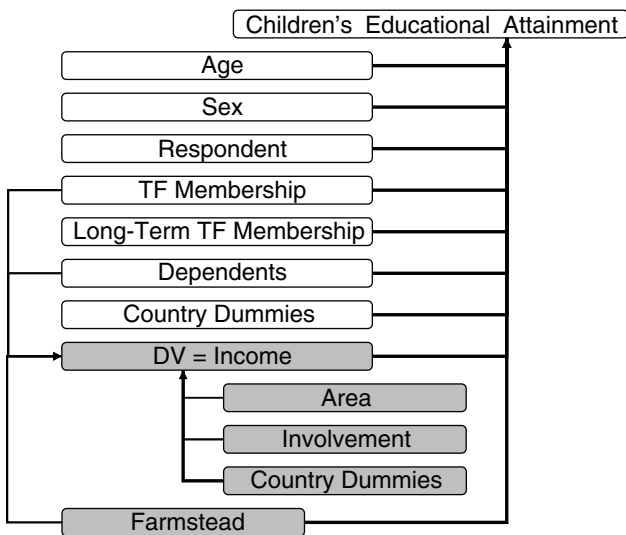 Children's Educational Attainment
Age
Sex
Respondent
TF Membership
Long-Term TF Membership
Dependents
Country Dummies
DV = Income
Area
Involvement
Country Dummies
Farmstead